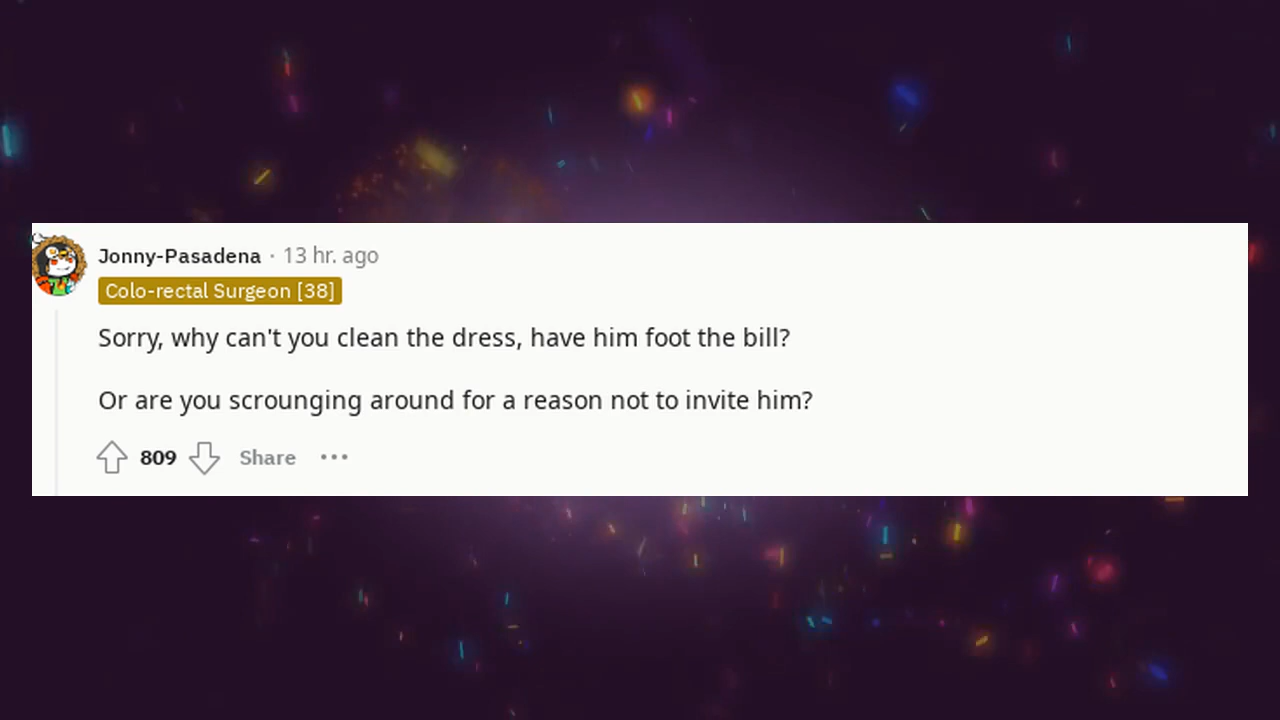 Jonny-Pasadena · 13 hr. ago
Colo-rectal Surgeon [38]
Sorry, why can't you clean the dress, have him foot the bill?
Or are you scrounging around for a reason not to invite him?
809 Share •••